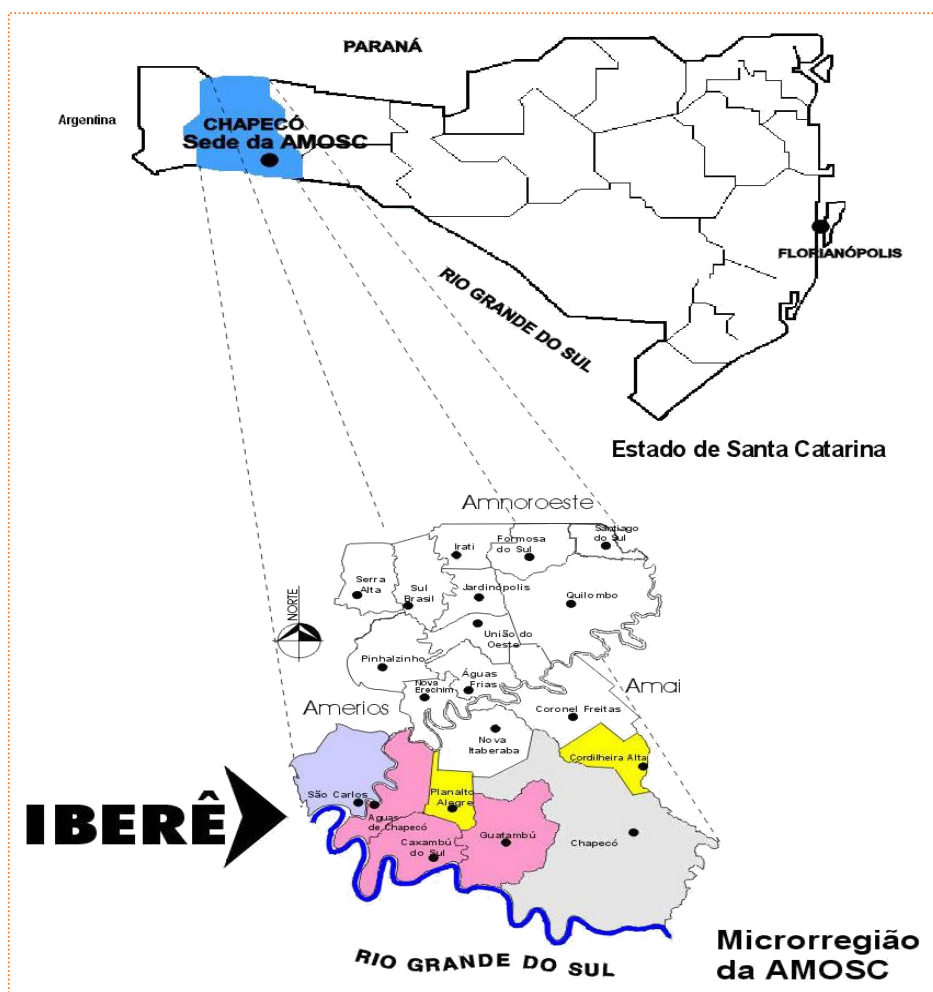 PARANÁ
Argentina
CHAPECÓ
Sede da AMOSC
FLORIANÓPOLIS
RIO GRANDE DO SUL
Estado de Santa Catarina
Amnoroeste
Santiago
do Sul
Formosa
do Sul
Irati
Serra
Alta
Sul
Brasil
Jardinópolis
Quilombo
NORTE
União do
Oeste
Pinhalzinho
Águas
Frias
Nova
Erechim
Amai
Amerios
Coronel Freitas
Nova
Itaberaba
Cordilheira Alta
IBERÊ
São Carlos
Planalto
Alegre
Aguas
de Chapecó
Guatambú
Chapecó
Caxambú
do Sul
RIO GRANDE DO SUL
Microrregião
da AMOSC